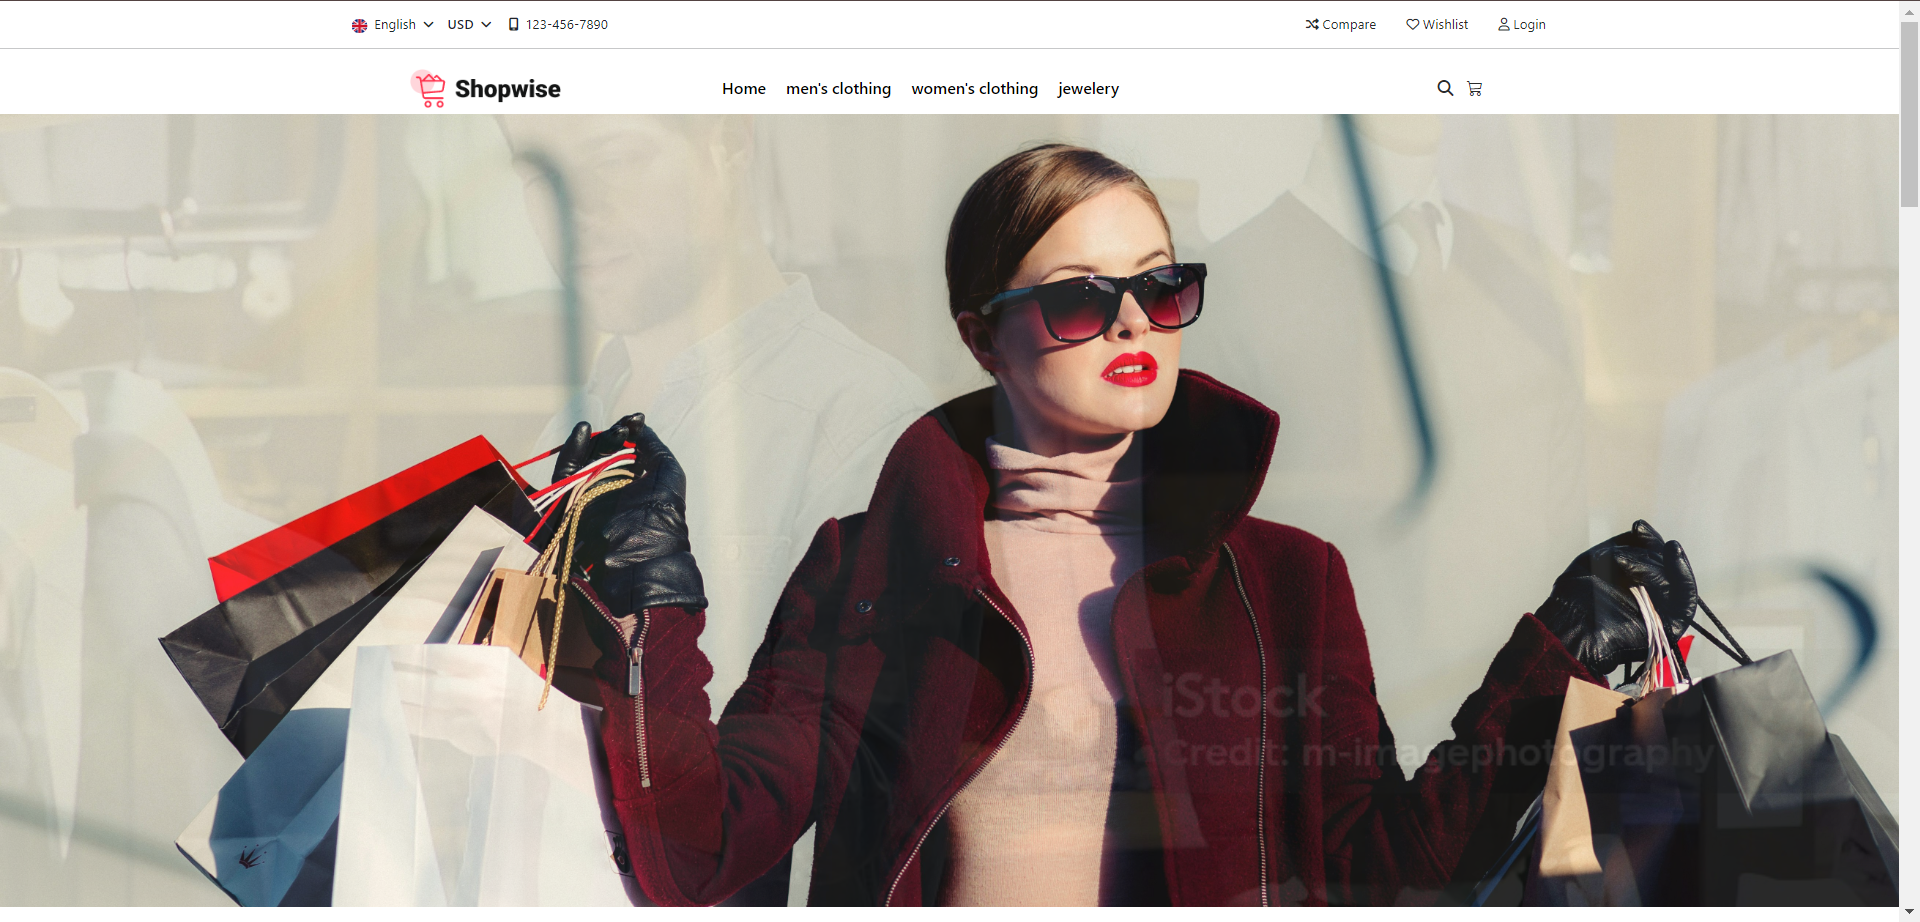 English USD 123-456-7890 Compare Wishlist Login
Shopwise Home men's clothing women's clothing jewelery
iStock
Credit: m-imagephotography